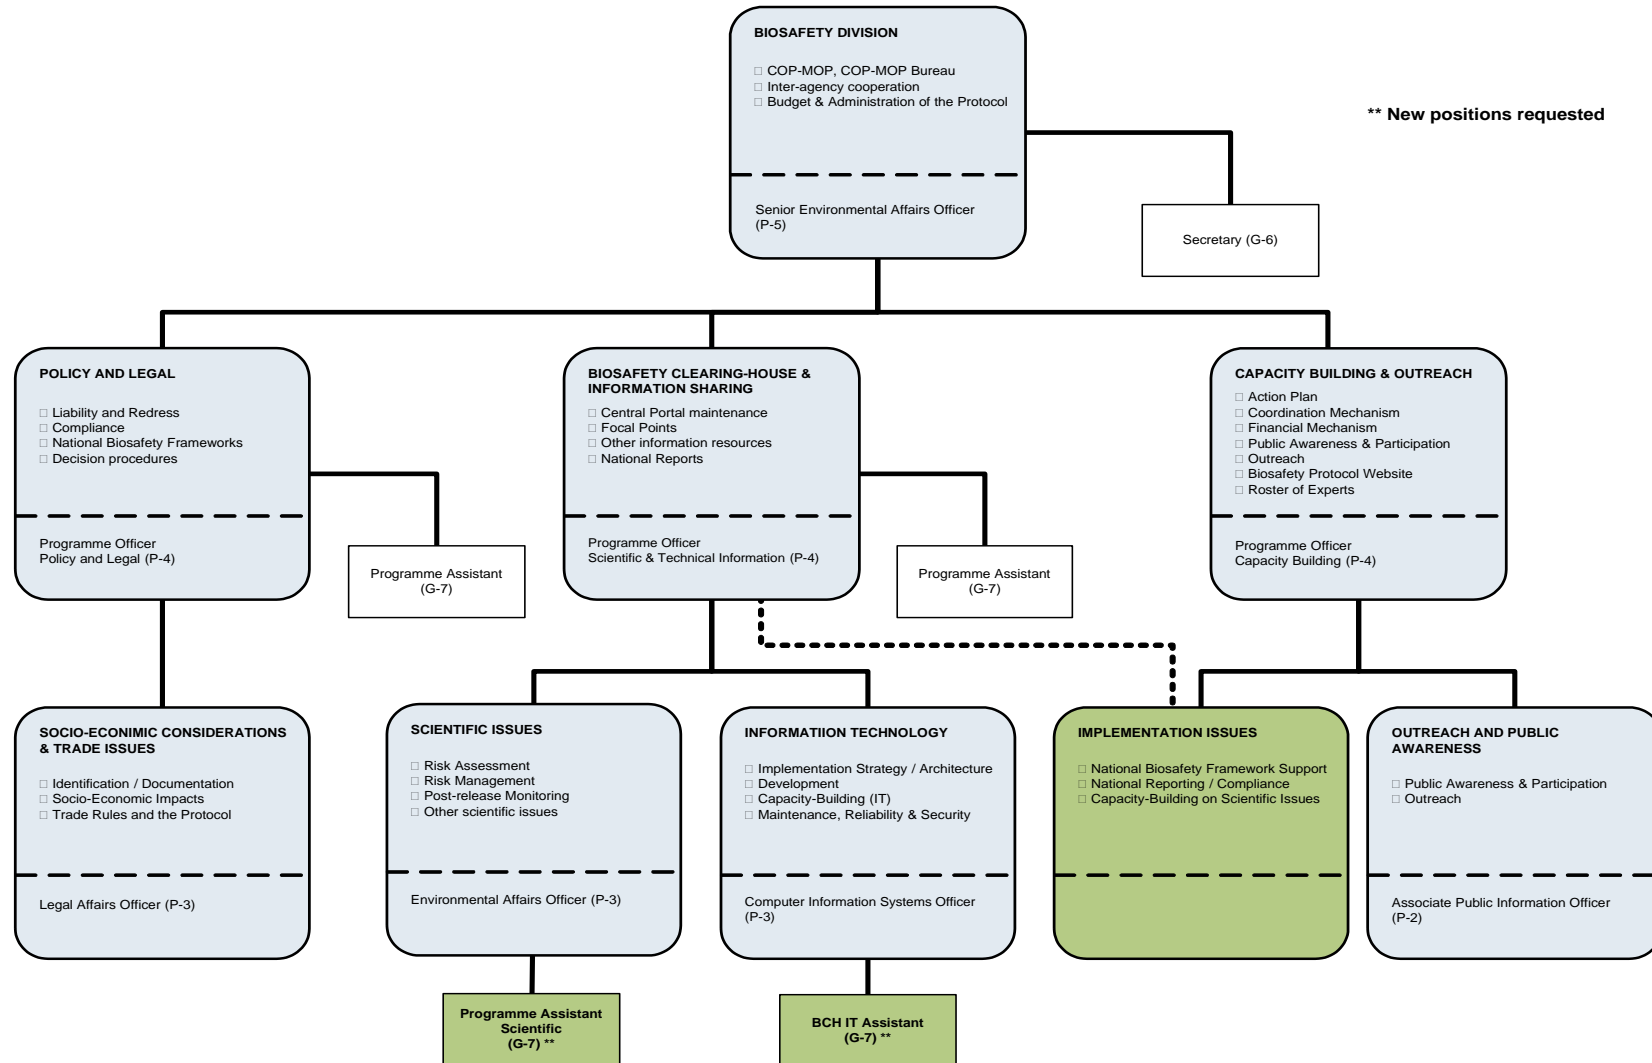 BIOSAFETY DIVISION
□ COP-MOP, COP-MOP Bureau
□ Inter-agency cooperation
□ Budget & Administration of the Protocol
Senior Environmental Affairs Officer
(P-5)
** New positions requested
Secretary (G-6)
POLICY AND LEGAL
□ Liability and Redress
□ Compliance
□ National Biosafety Frameworks
□ Decision procedures
Programme Officer
Policy and Legal (P-4)
Programme Assistant
(G-7)
BIOSAFETY CLEARING-HOUSE &
INFORMATION SHARING
□ Central Portal maintenance
□ Focal Points
□ Other information resources
□ National Reports
Programme Officer
Scientific & Technical Information (P-4)
Programme Assistant
(G-7)
CAPACITY BUILDING & OUTREACH
□ Action Plan
□ Coordination Mechanism
□ Financial Mechanism
□ Public Awareness & Participation
□ Outreach
□ Biosafety Protocol Website
□ Roster of Experts
Programme Officer
Capacity Building (P-4)
SOCIO-ECONIMIC CONSIDERATIONS
& TRADE ISSUES
□ Identification / Documentation
□ Socio-Economic Impacts
□ Trade Rules and the Protocol
Legal Affairs Officer (P-3)
SCIENTIFIC ISSUES
□ Risk Assessment
□ Risk Management
□ Post-release Monitoring
□ Other scientific issues
Environmental Affairs Officer (P-3)
INFORMATIION TECHNOLOGY
□ Implementation Strategy / Architecture
□ Development
□ Capacity-Building (IT)
□ Maintenance, Reliability & Security
Computer Information Systems Officer
(P-3)
IMPLEMENTATION ISSUES
□ National Biosafety Framework Support
□ National Reporting / Compliance
□ Capacity-Building on Scientific Issues
OUTREACH AND PUBLIC
AWARENESS
□ Public Awareness & Participation
□ Outreach
Associate Public Information Officer
(P-2)
Programme Assistant
Scientific
(G-7) **
BCH IT Assistant
(G-7) **